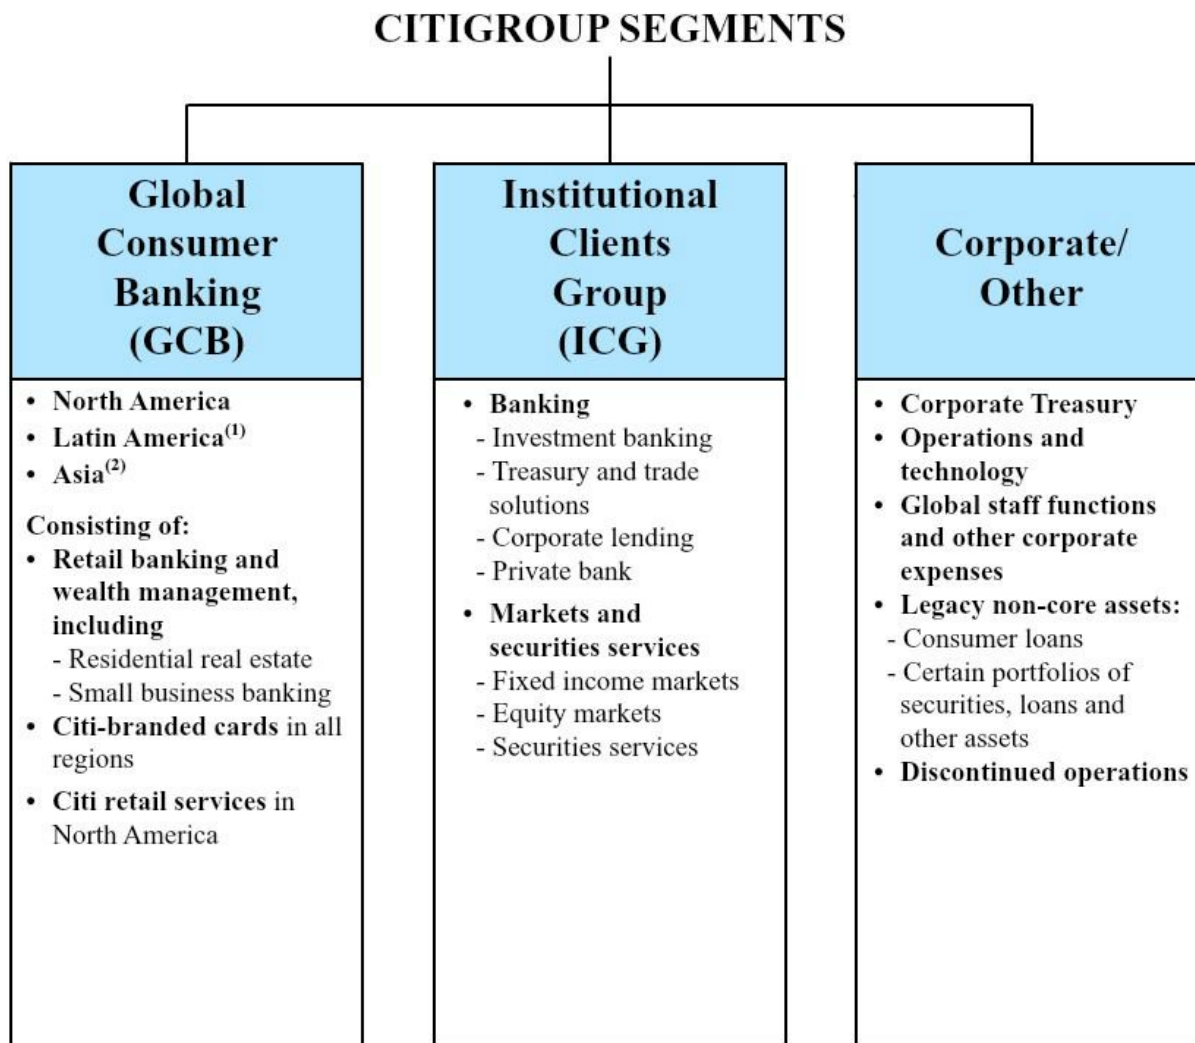 CITIGROUP SEGMENTS
Global
Consumer
Banking
(GCB)
• North America
• Latin America(1)
• Asia(2)
Consisting of:
• Retail banking and
wealth management,
including
- Residential real estate
- Small business banking
• Citi-branded cards in all
regions
• Citi retail services in
North America
Institutional
Clients
Group
(ICG)
• Banking
- Investment banking
- Treasury and trade
solutions
- Corporate lending
- Private bank
• Markets and
securities services
- Fixed income markets
- Equity markets
- Securities services
Corporate/
Other
• Corporate Treasury
• Operations and
technology
• Global staff functions
and other corporate
expenses
• Legacy non-core assets:
- Consumer loans
- Certain portfolios of
securities, loans and
other assets
• Discontinued operations